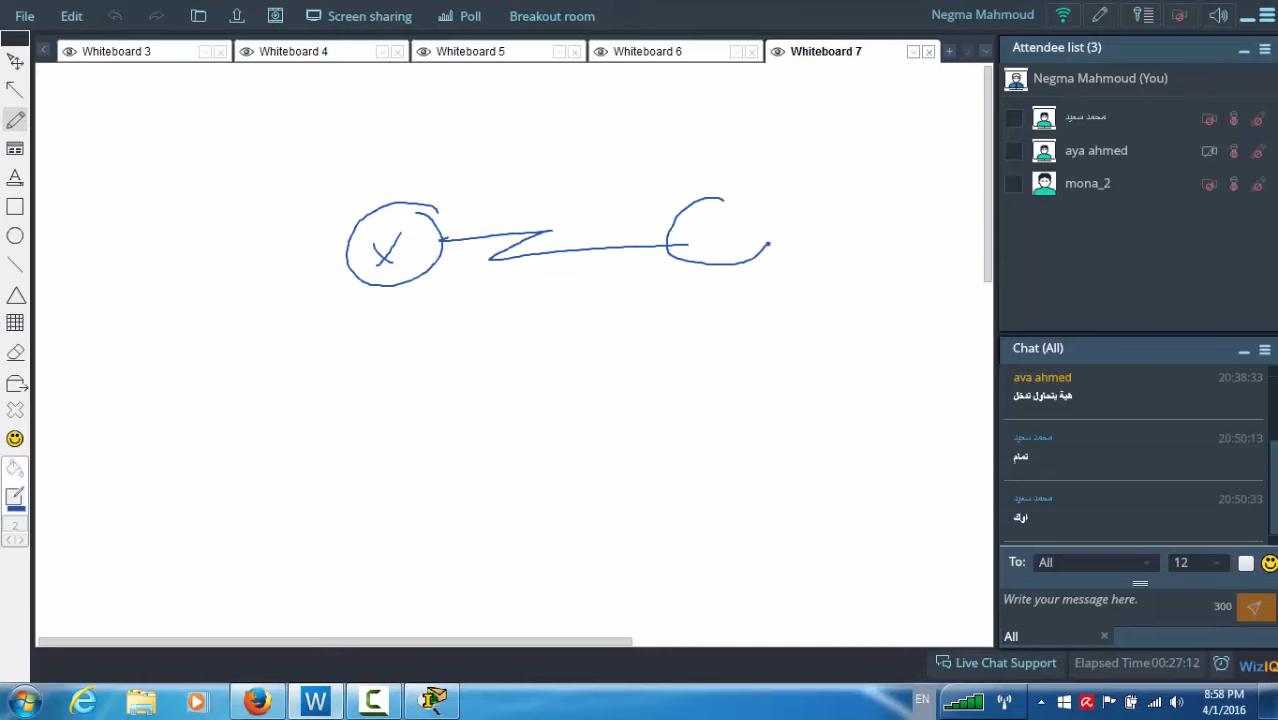 File Edit Screen sharing Poll Breakout room Negma Mahmoud
Whiteboard 3 Whiteboard 4 Whiteboard 5 Whiteboard 6 Whiteboard 7
Attendee list (3)
Negma Mahmoud (You)
محمد سعيد
aya ahmed
mona_2
X
Chat (All)
aya ahmed 20:38:33
هية بتحاول تدخل
محمد سعيد 20:50:13
تمام
محمد سعيد 20:50:33
اوك
To: All 12
Write your message here. 300
All
Live Chat Support Elapsed Time 00:27:12 WizIQ
2
EN 8:58 PM
4/1/2016